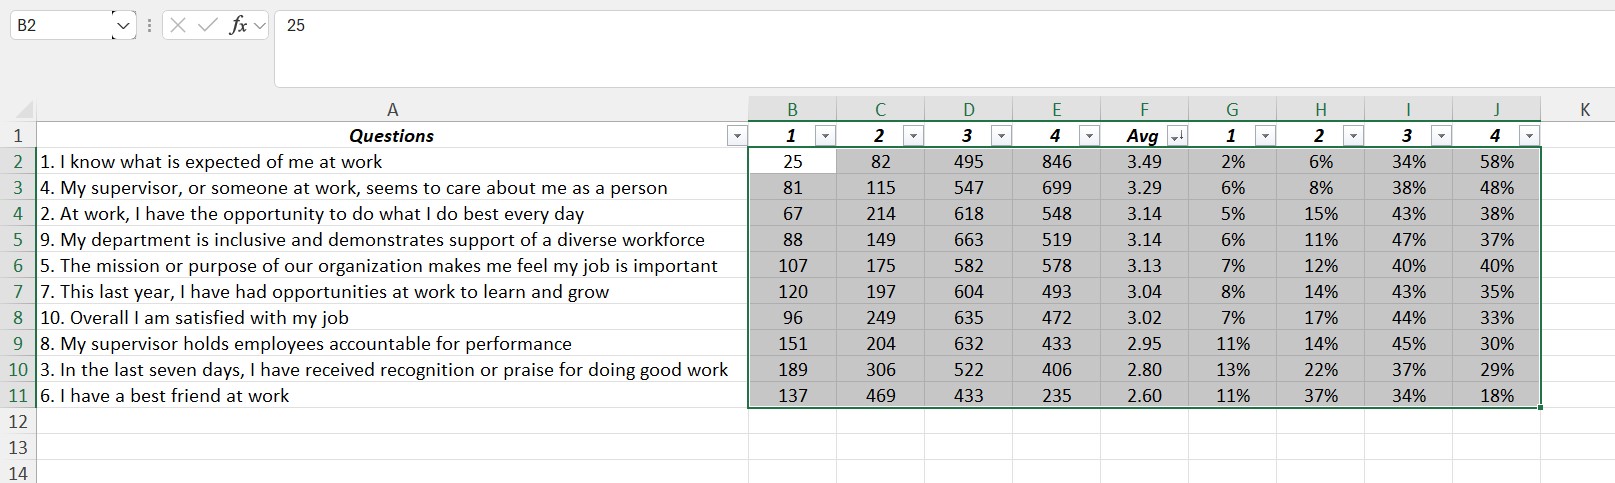 B2 fx 25
A B C D E F G H I J K
1 Questions 1 2 3 4 Avg 1 2 3 4
2 1. I know what is expected of me at work 25 82 495 846 3.49 2% 6% 34% 58%
3 4. My supervisor, or someone at work, seems to care about me as a person 81 115 547 699 3.29 6% 8% 38% 48%
4 2. At work, I have the opportunity to do what I do best every day 67 214 618 548 3.14 5% 15% 43% 38%
5 9. My department is inclusive and demonstrates support of a diverse workforce 88 149 663 519 3.14 6% 11% 47% 37%
6 5. The mission or purpose of our organization makes me feel my job is important 107 175 582 578 3.13 7% 12% 40% 40%
7 7. This last year, I have had opportunities at work to learn and grow 120 197 604 493 3.04 8% 14% 43% 35%
8 10. Overall I am satisfied with my job 96 249 635 472 3.02 7% 17% 44% 33%
9 8. My supervisor holds employees accountable for performance 151 204 632 433 2.95 11% 14% 45% 30%
10 3. In the last seven days, I have received recognition or praise for doing good work 189 306 522 406 2.80 13% 22% 37% 29%
11 6. I have a best friend at work 137 469 433 235 2.60 11% 37% 34% 18%
12
13
14